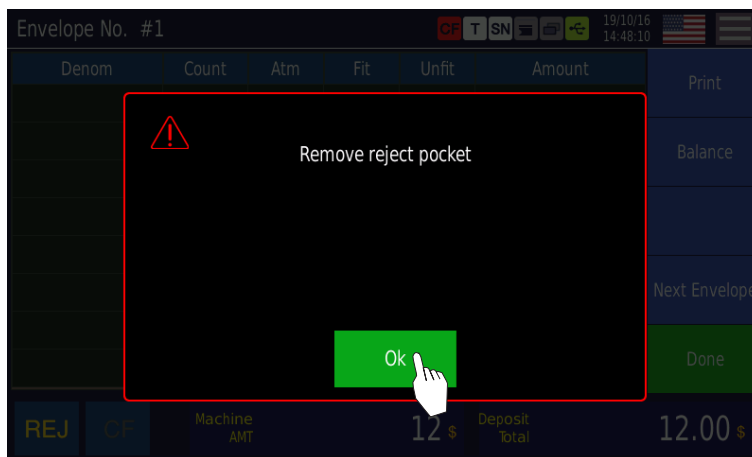 Envelope No. #1 CF T SN 19/10/16
14:48:10
Denom Count Atm Fit Unfit Amount
Print
Remove reject pocket
Balance
Next Envelope
Ok
Done
REJ CF Machine AMT 12 $ Deposit Total 12.00 $